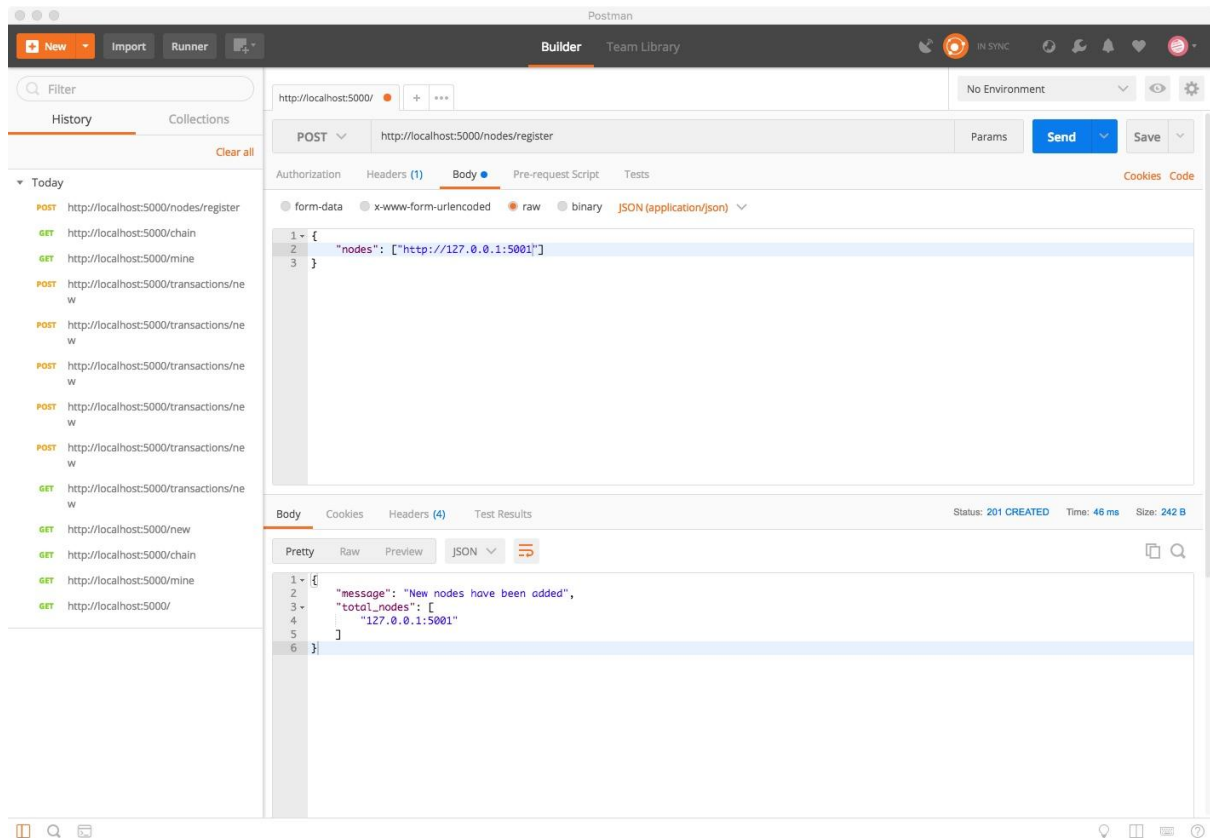 Postman
New
Import
Runner
Builder
Team Library
IN SYNC
Filter
History
Collections
Clear all
Today
POST http://localhost:5000/nodes/register
GET http://localhost:5000/chain
GET http://localhost:5000/mine
POST http://localhost:5000/transactions/ne
w
POST http://localhost:5000/transactions/ne
w
POST http://localhost:5000/transactions/ne
w
POST http://localhost:5000/transactions/ne
w
POST http://localhost:5000/transactions/ne
w
GET http://localhost:5000/transactions/ne
w
GET http://localhost:5000/new
GET http://localhost:5000/chain
GET http://localhost:5000/mine
GET http://localhost:5000/
http://localhost:5000/
No Environment
POST http://localhost:5000/nodes/register Params Send Save
Authorization Headers (1) Body Pre-request Script Tests Cookies Code
form-data x-www-form-urlencoded raw binary JSON (application/json)
1 {
2 "nodes": ["http://127.0.0.1:5001"]
3 }
Body Cookies Headers (4) Test Results Status: 201 CREATED Time: 46 ms Size: 242 B
Pretty Raw Preview JSON
1 {
2 "message": "New nodes have been added",
3 "total_nodes": [
4 "127.0.0.1:5001"
5 ]
6 }